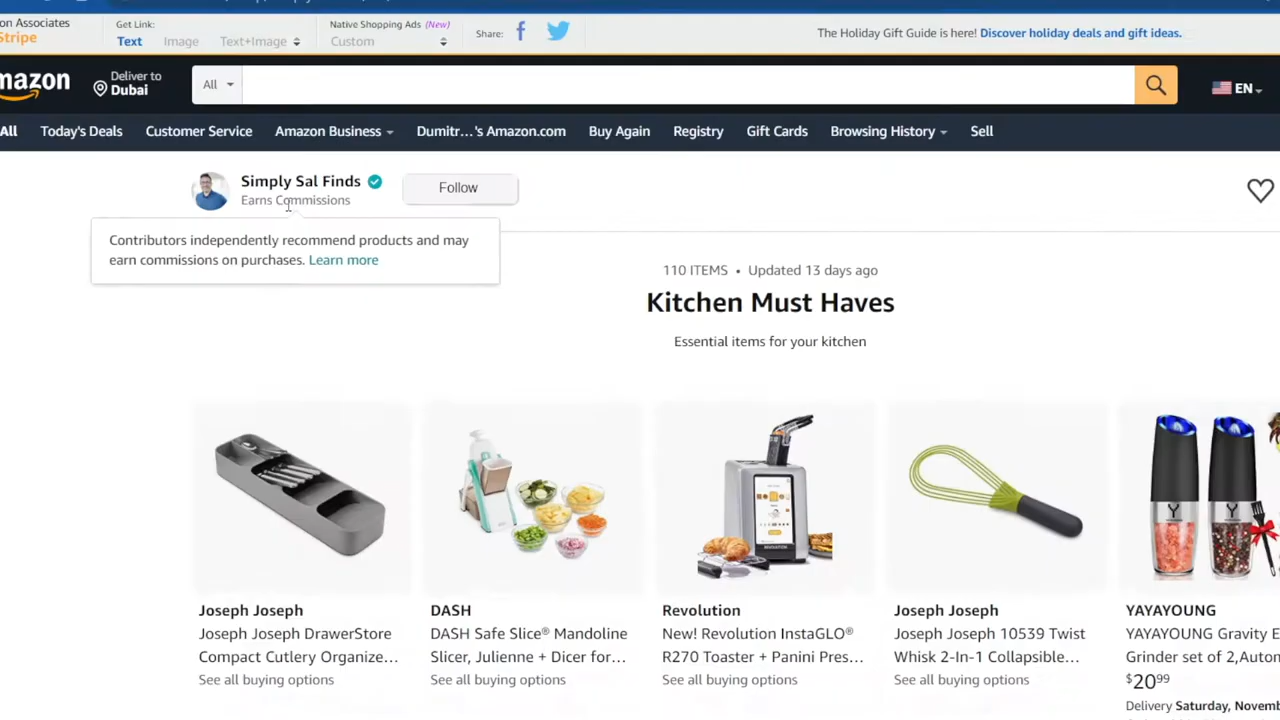 on Associates
Stripe
Get Link:
Text Image Text+Image
Native Shopping Ads (New)
Custom
Share:
The Holiday Gift Guide is here! Discover holiday deals and gift ideas.
mazon
Deliver to
Dubai
All
EN
All Today's Deals Customer Service Amazon Business Dumitr...'s Amazon.com Buy Again Registry Gift Cards Browsing History Sell
Simply Sal Finds
Earns Commissions
Follow
Contributors independently recommend products and may
earn commissions on purchases. Learn more
110 ITEMS • Updated 13 days ago
Kitchen Must Haves
Essential items for your kitchen
Joseph Joseph
Joseph Joseph DrawerStore
Compact Cutlery Organize...
See all buying options
DASH
DASH Safe Slice® Mandoline
Slicer, Julienne + Dicer for...
See all buying options
Revolution
New! Revolution InstaGLO®
R270 Toaster + Panini Pres...
See all buying options
Joseph Joseph
Joseph Joseph 10539 Twist
Whisk 2-In-1 Collapsible...
See all buying options
YAYAYOUNG
YAYAYOUNG Gravity E
Grinder set of 2,Auton
$2099
Delivery Saturday, Novemb